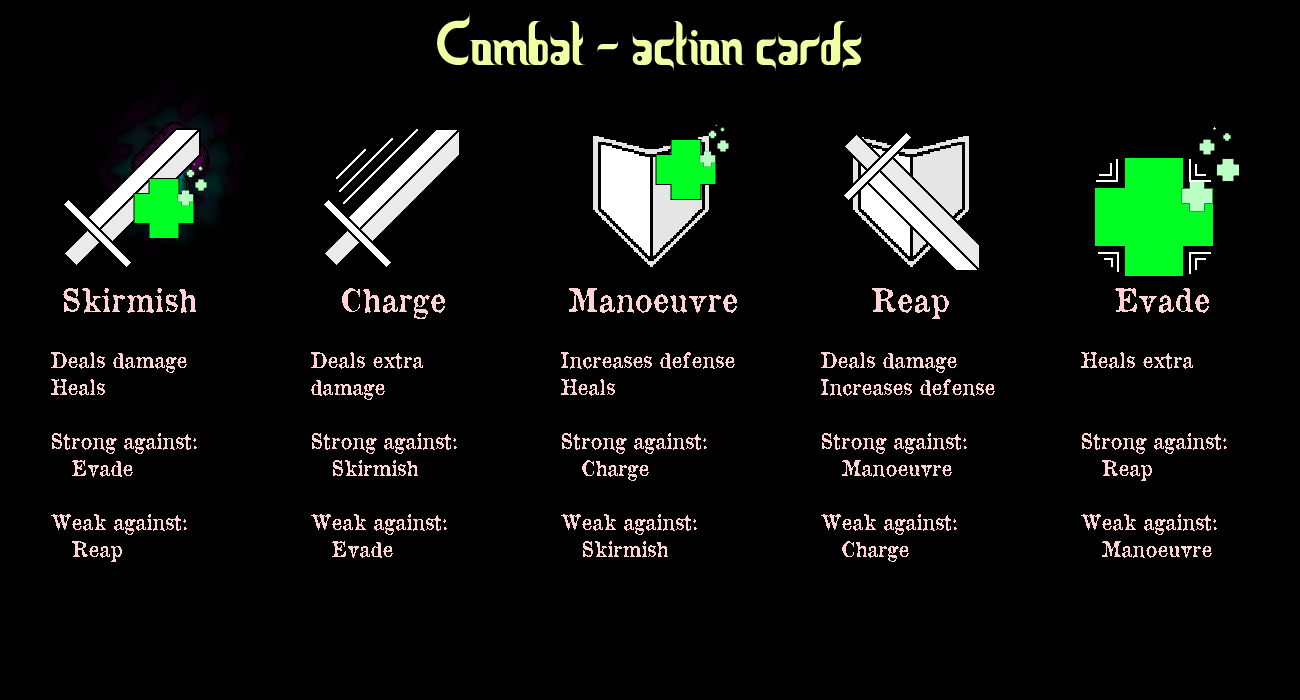 Combat - action cards
Skirmish
Deals damage
Heals
Strong against:
Evade
Weak against:
Reap
Charge
Deals extra
damage
Strong against:
Skirmish
Weak against:
Evade
Manoeuvre
Increases defense
Heals
Strong against:
Charge
Weak against:
Skirmish
Reap
Deals damage
Increases defense
Strong against:
Manoeuvre
Weak against:
Charge
Evade
Heals extra
Strong against:
Reap
Weak against:
Manoeuvre